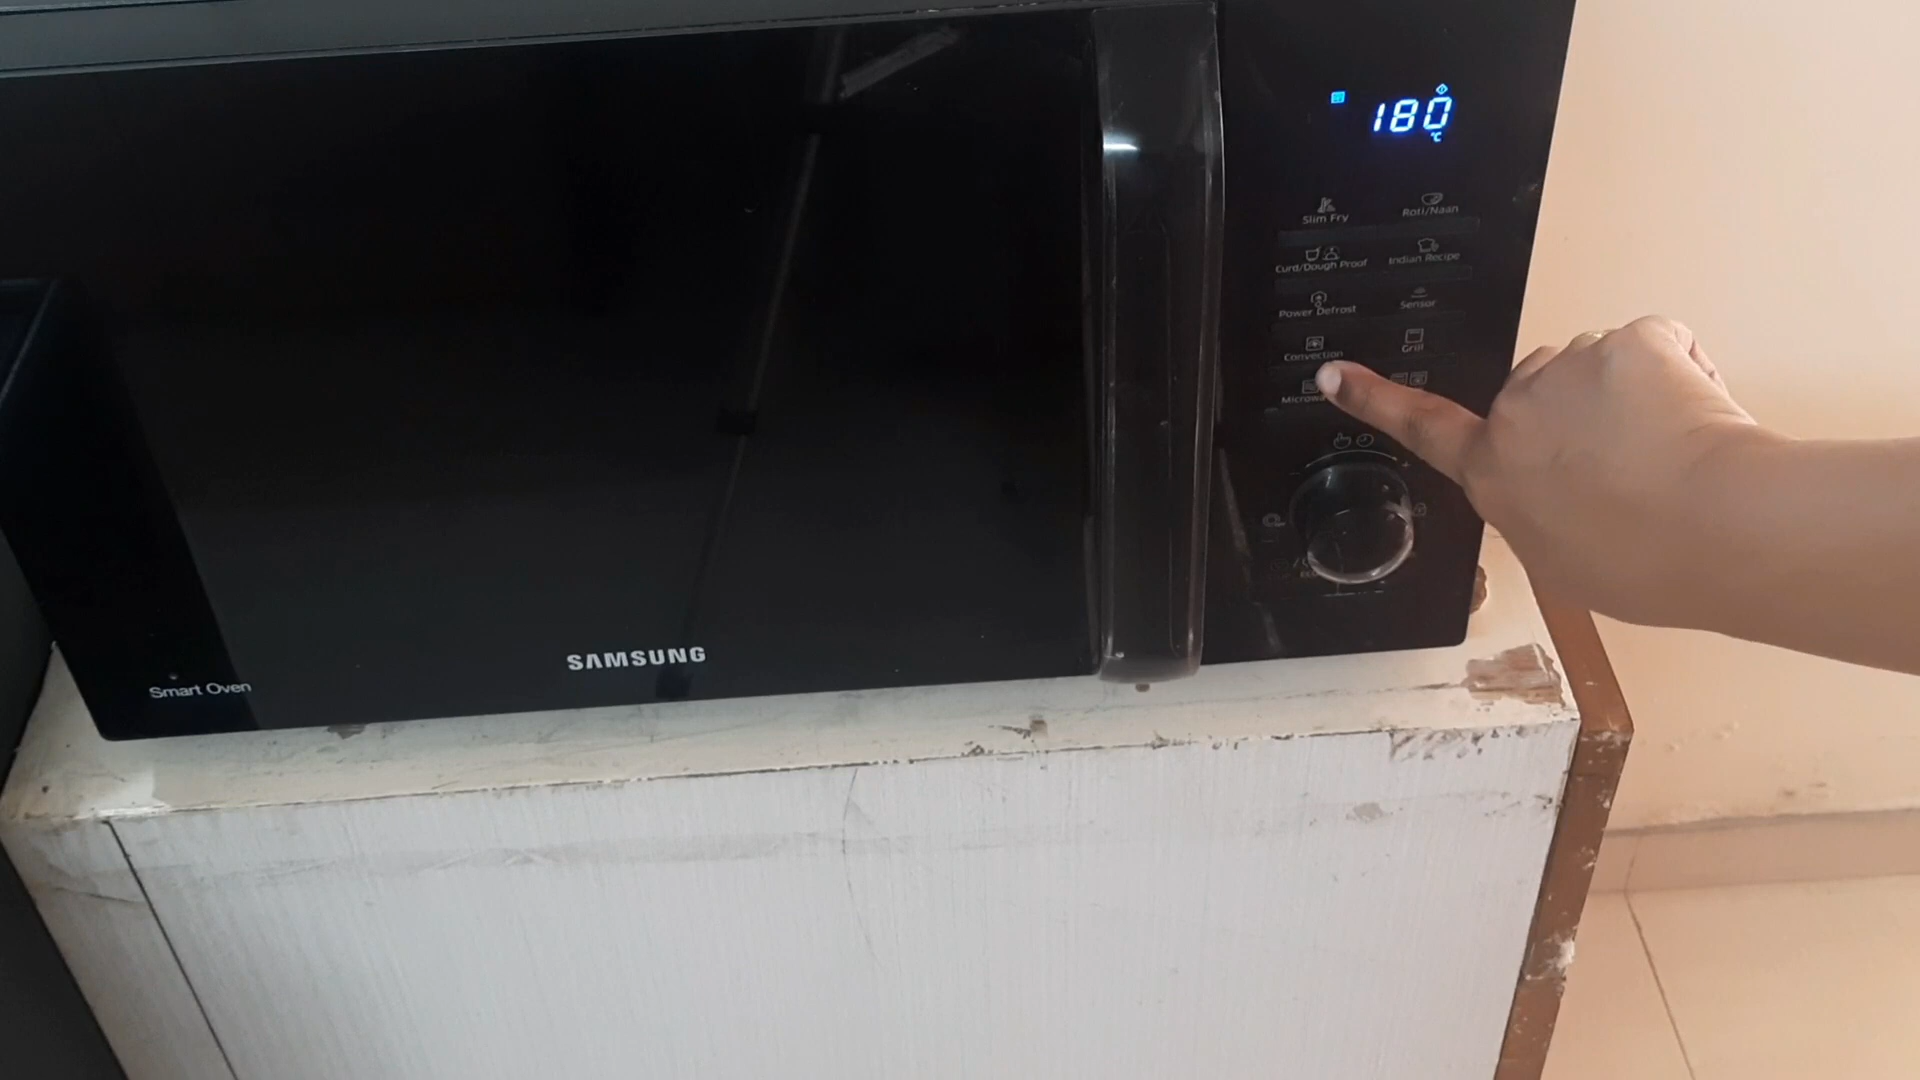 180
°C
Slim Fry
Roti/Naan
Curd/Dough Proof
Indian Recipe
Power Defrost
Sensor
Convection
Grill
- +
SAMSUNG
Smart Oven